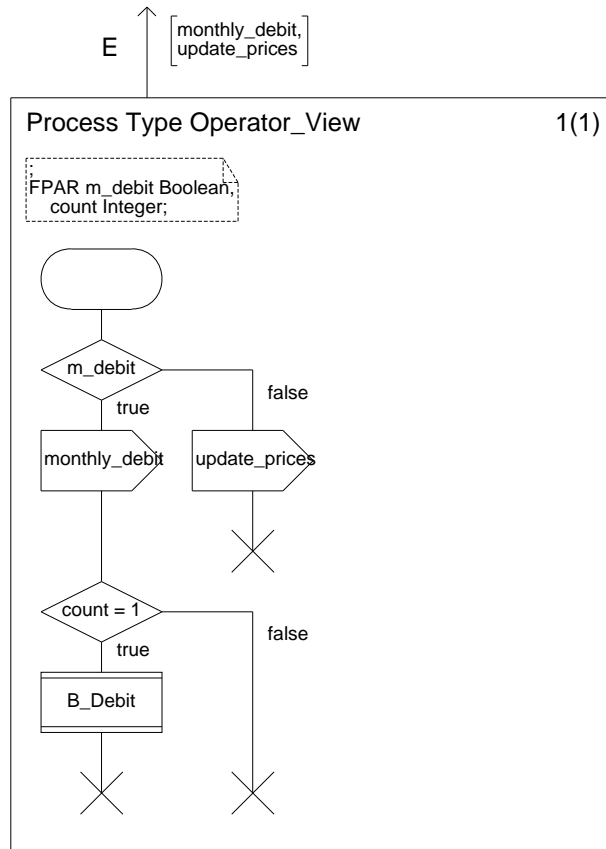 E
monthly_debit,
update_prices
Process Type Operator_View
1(1)
;
FPAR m_debit Boolean,
count Integer;
m_debit
true
false
monthly_debit
update_prices
count = 1
true
false
B_Debit